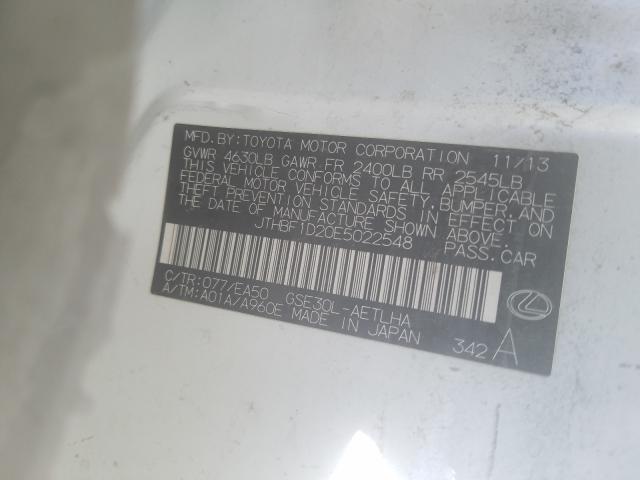 MFD. BY: TOYOTA MOTOR CORPORATION 11/13
GVWR 4630LB GAWR FR 2400LB RR 2545LB
THIS VEHICLE CONFORMS TO ALL APPLICABLE
FEDERAL MOTOR VEHICLE SAFETY, BUMPER, AND
THEFT PREVENTION STANDARDS IN EFFECT ON
THE DATE OF MANUFACTURE SHOWN ABOVE.
JTHBF1D20E5022548 PASS. CAR
C/TR:077/EA50 GSE30L-AETLHA
A/TM:A01A/A960E MADE IN JAPAN 342 A